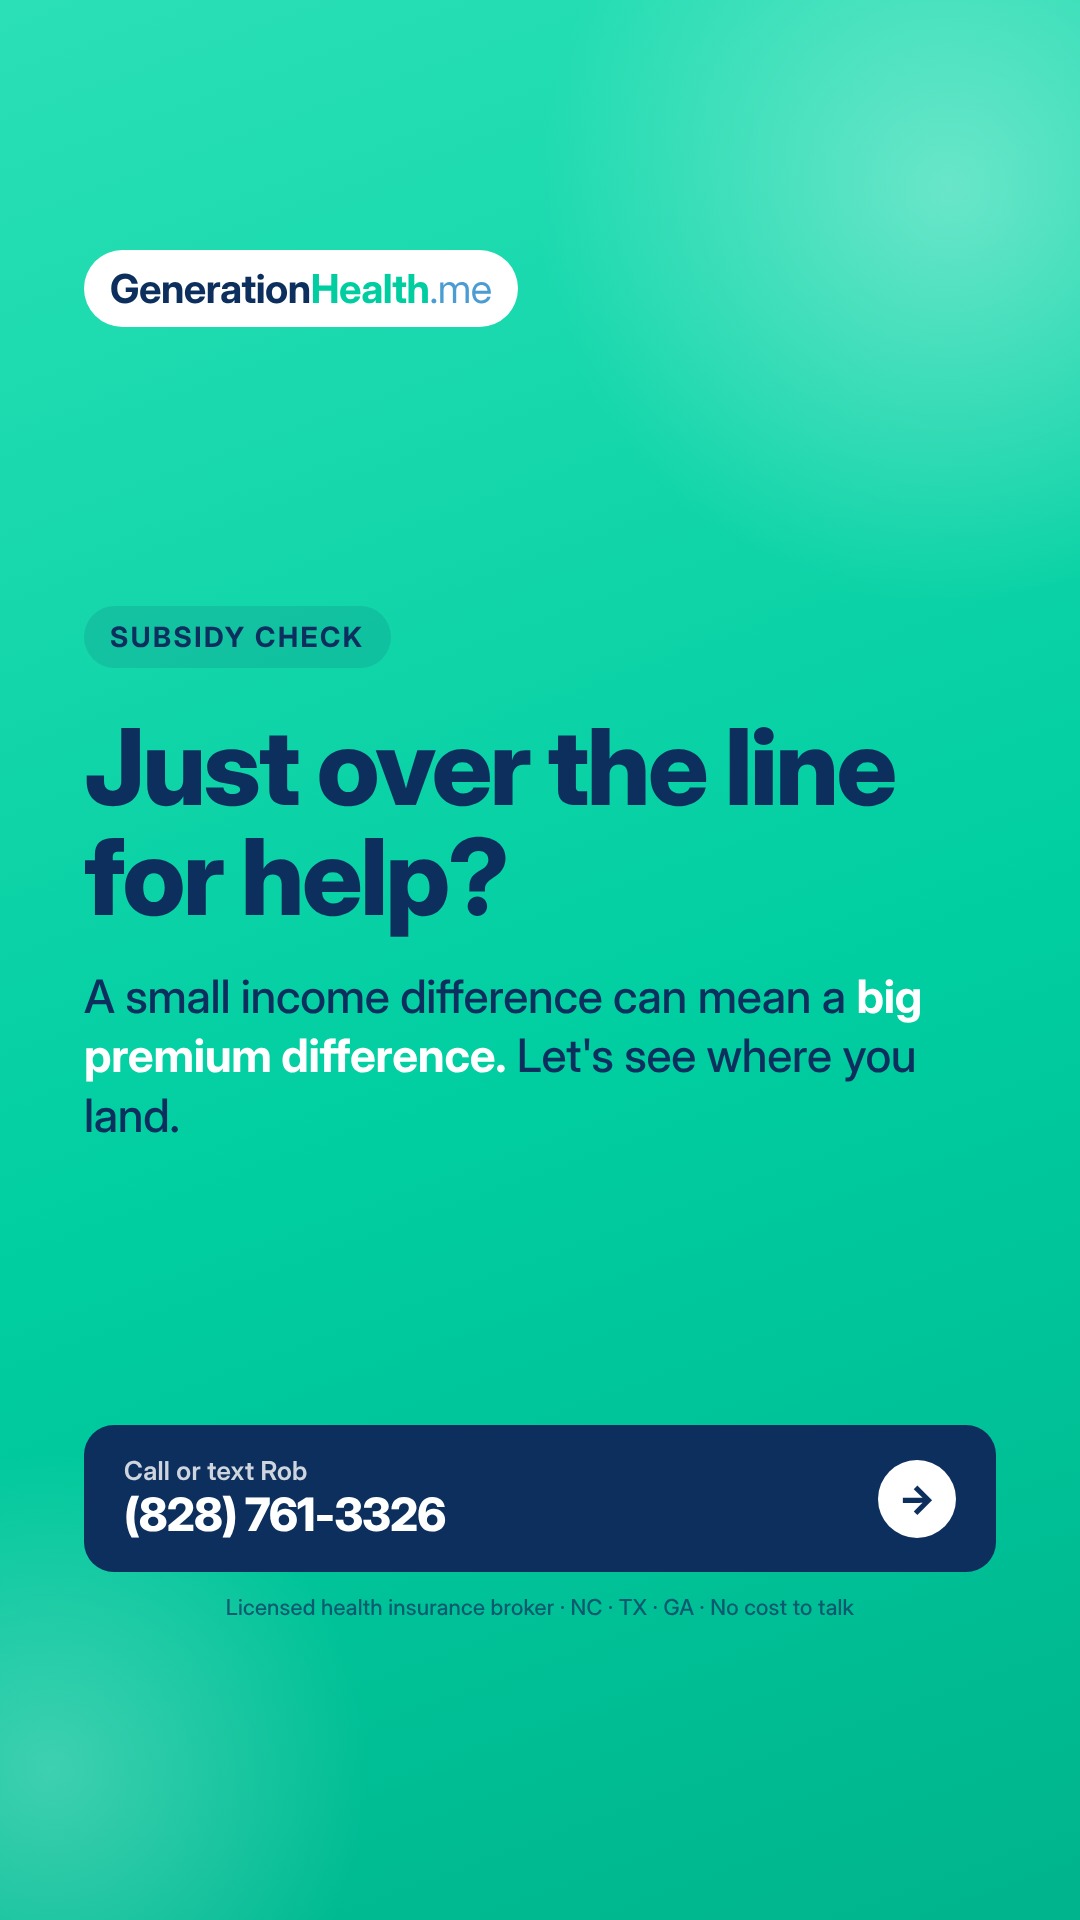 GenerationHealth.me
SUBSIDY CHECK
Just over the line
for help?
A small income difference can mean a big
premium difference. Let's see where you
land.
Call or text Rob
(828) 761-3326
Licensed health insurance broker · NC · TX · GA · No cost to talk